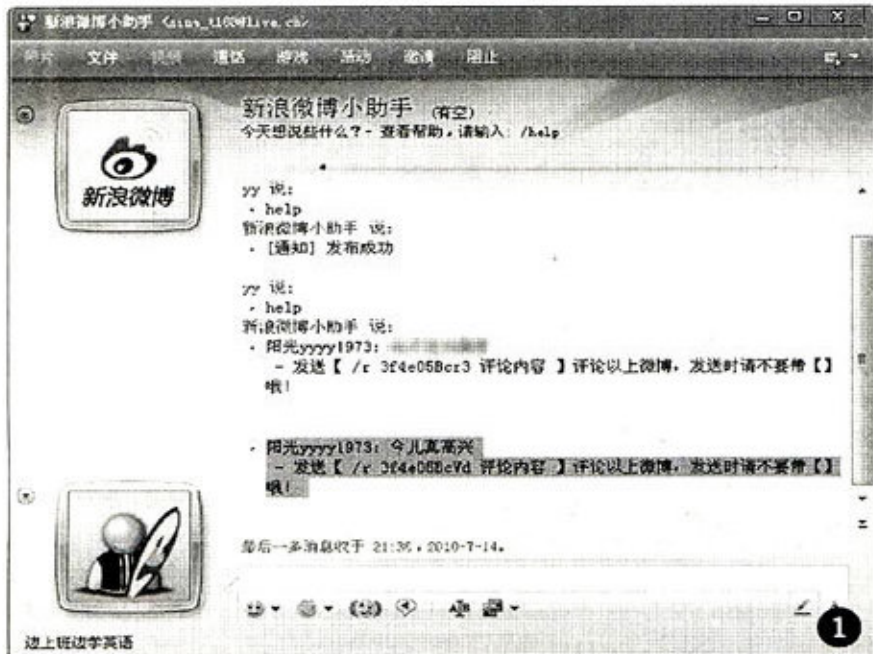 新浪微博小助手
文件 视频 通话 游戏 活动 邀请 阻止
新浪微博小助手 (有空)
今天想说些什么?- 查看帮助,请输入: /help
新浪微博
yy 说:
· help
新浪微博小助手 说:
· [通知] 发布成功
yy 说:
· help
新浪微博小助手 说:
· 阳光yyyy1973:
- 发送【 /r 3f4e05Bcr3 评论内容 】评论以上微博,发送时请不要带【】
哦!
· 阳光yyyy1973: 今儿真高兴
- 发送【 /r 3f4e05BcVd 评论内容 】评论以上微博,发送时请不要带【】
哦!
最后一条消息收于 21:36,2010-7-14。
边上班边学英语
1